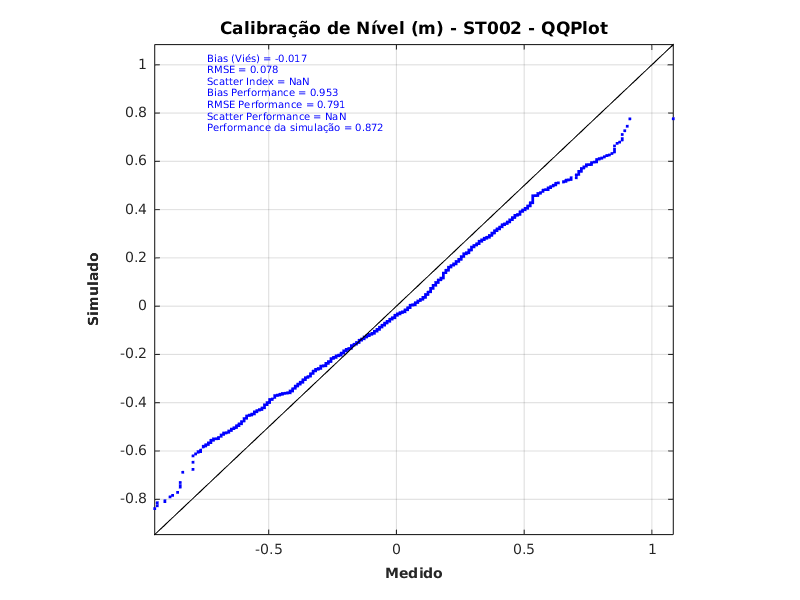 Calibração de Nível (m) - ST002 - QQPlot
Bias (Viés) = -0.017
RMSE = 0.078
Scatter Index = NaN
Bias Performance = 0.953
RMSE Performance = 0.791
Scatter Performance = NaN
Performance da simulação = 0.872
1
0.8
0.6
0.4
0.2
0
-0.2
-0.4
-0.6
-0.8
Simulado
-0.5
0
0.5
1
Medido